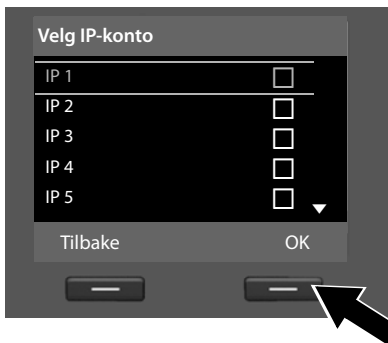 Velg IP-konto
IP 1
IP 2
IP 3
IP 4
IP 5
Tilbake OK